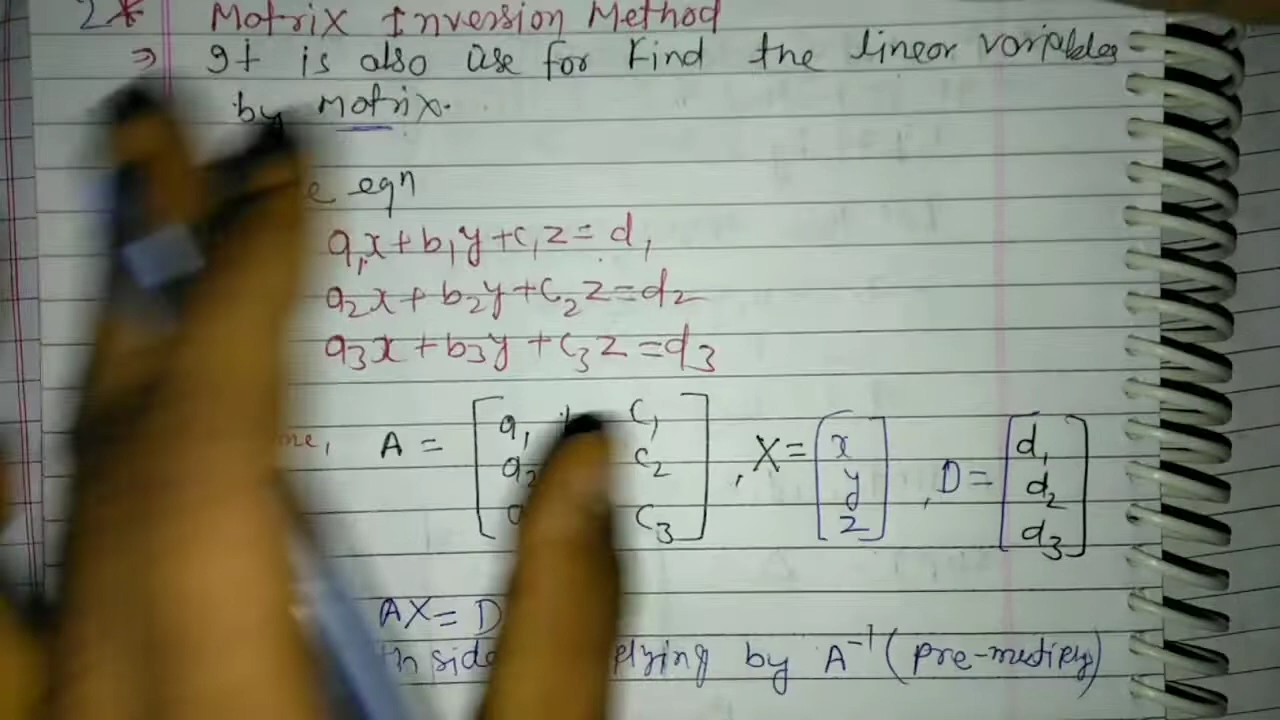 2* Matrix Inversion Method
⇒ It is also use for Find the linear variables
by matrix.
eqn
a₁x + b₁y + c₁z = d₁
a₂x + b₂y + c₂z = d₂
a₃x + b₃y + c₃z = d₃
A = [a₁ c₁ , X = [x] , D = [d₁
a₂ c₂ y d₂
c₃ z d₃]
AX = D
by A⁻¹ (pre-multiply)